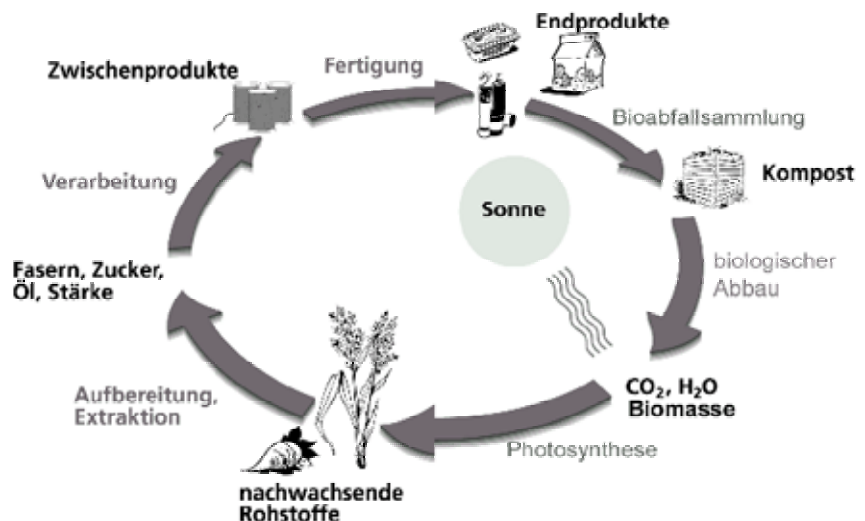 Endprodukte
Zwischenprodukte
Fertigung
Bioabfallsammlung
Kompost
Verarbeitung
Sonne
Fasern, Zucker,
Öl, Stärke
biologischer
Abbau
Aufbereitung,
Extraktion
CO₂, H₂O
Biomasse
Photosynthese
nachwachsende
Rohstoffe